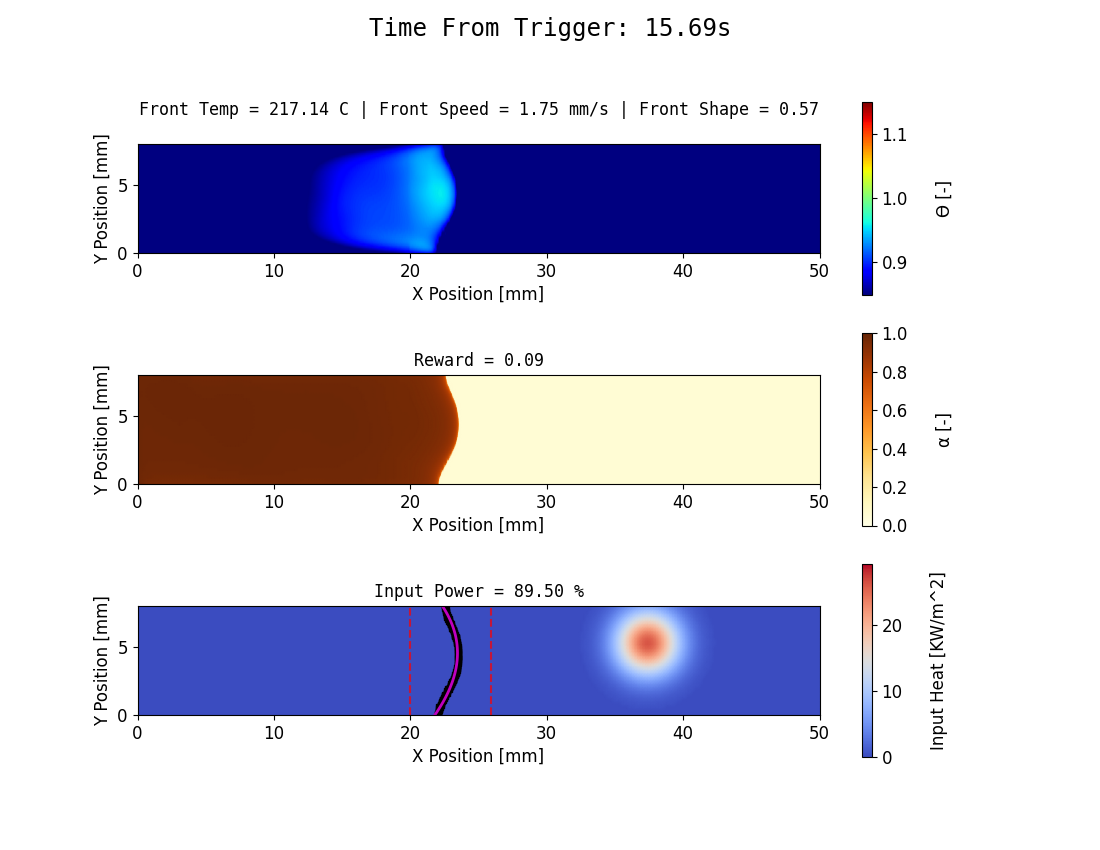 Time From Trigger: 15.69s
Front Temp = 217.14 C | Front Speed = 1.75 mm/s | Front Shape = 0.57
Y Position [mm]
5
0
0 10 20 30 40 50
X Position [mm]
1.1
1.0
0.9
Θ [-]
Reward = 0.09
Y Position [mm]
5
0
0 10 20 30 40 50
X Position [mm]
1.0
0.8
0.6
0.4
0.2
0.0
α [-]
Input Power = 89.50 %
Y Position [mm]
5
0
0 10 20 30 40 50
X Position [mm]
20
10
0
Input Heat [KW/m^2]